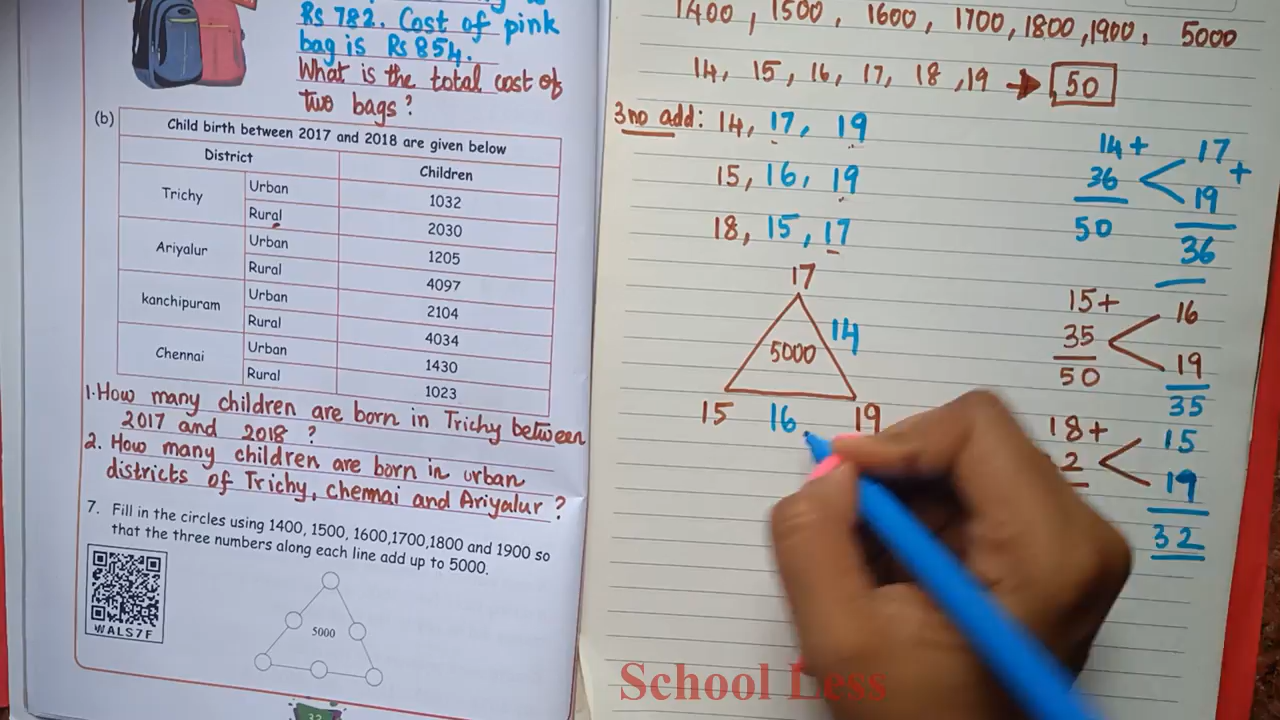 Rs 782. Cost of pink
bag is Rs 854.
What is the total cost of
two bags?
(b)
Child birth between 2017 and 2018 are given below
District Children
Trichy Urban 1032
Rural 2030
Ariyalur Urban 1205
Rural 4097
kanchipuram Urban 2104
Rural 4034
Chennai Urban 1430
Rural 1023
1. How many children are born in Trichy between
2017 and 2018 ?
2. How many children are born in urban
districts of Trichy, Chennai and Ariyalur ?
7. Fill in the circles using 1400, 1500, 1600,1700,1800 and 1900 so
that the three numbers along each line add up to 5000.
WALS7F
5000
33
1400, 1500, 1600, 1700, 1800, 1900, 5000
14, 15, 16, 17, 18, 19 → 50
3 no add: 14, 17, 19
15, 16, 19
18, 15, 17
17
14
5000
15 16 19
14+
36
50
17
+
19
36
15+
35
50
16
19
35
18+
2
15
19
32
School Less